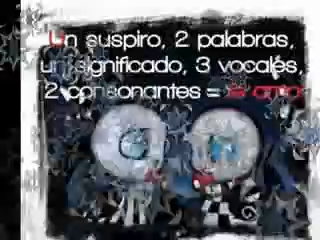 Un suspiro, 2 palabras,
un significado, 3 vocales,
2 consonantes = te amo